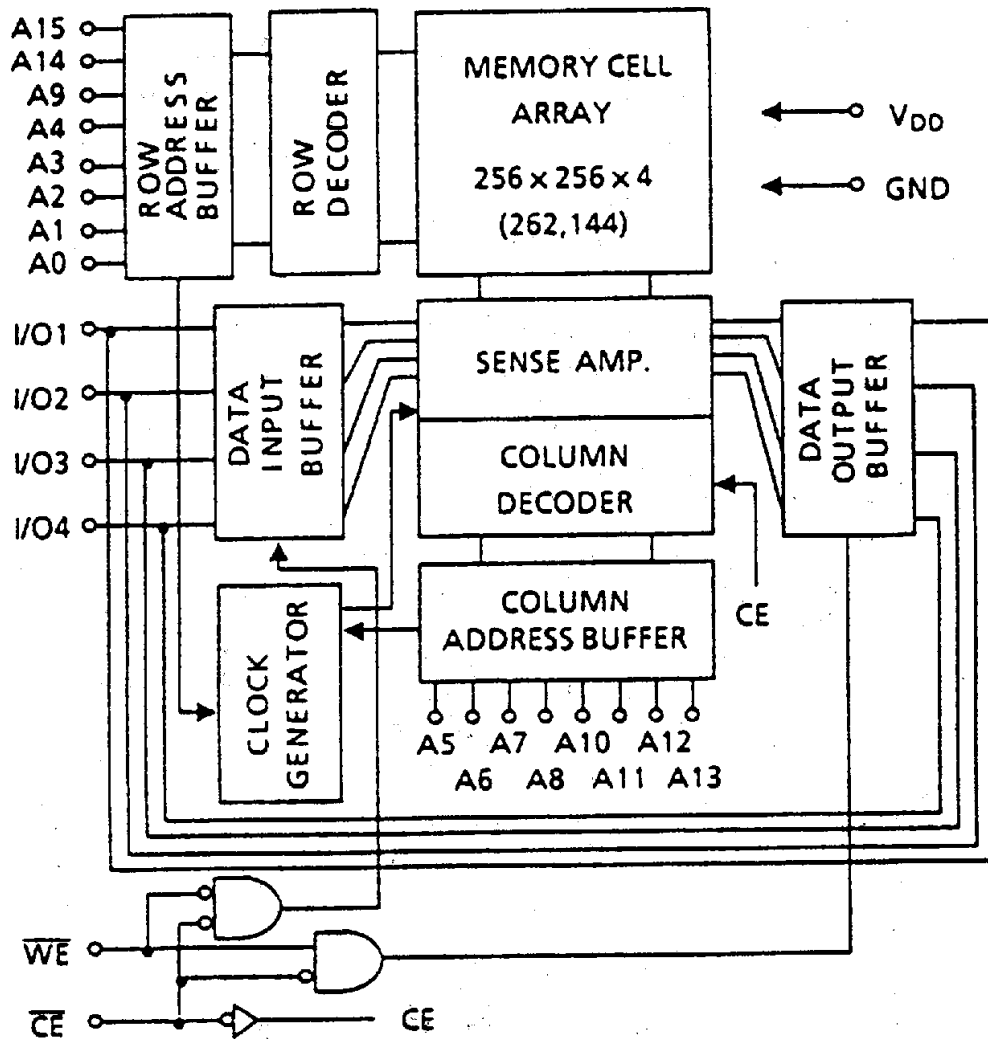 A15
A14
A9
A4
A3
A2
A1
A0
ROW
ADDRESS
BUFFER
ROW
DECODER
MEMORY CELL
ARRAY
256 x 256 x 4
(262,144)
VDD
GND
I/O1
I/O2
I/O3
I/O4
DATA
INPUT
BUFFER
SENSE AMP.
COLUMN
DECODER
DATA
OUTPUT
BUFFER
CE
CLOCK
GENERATOR
COLUMN
ADDRESS BUFFER
A5 A7 A10 A12
A6 A8 A11 A13
W̅E̅
C̅E̅
CE